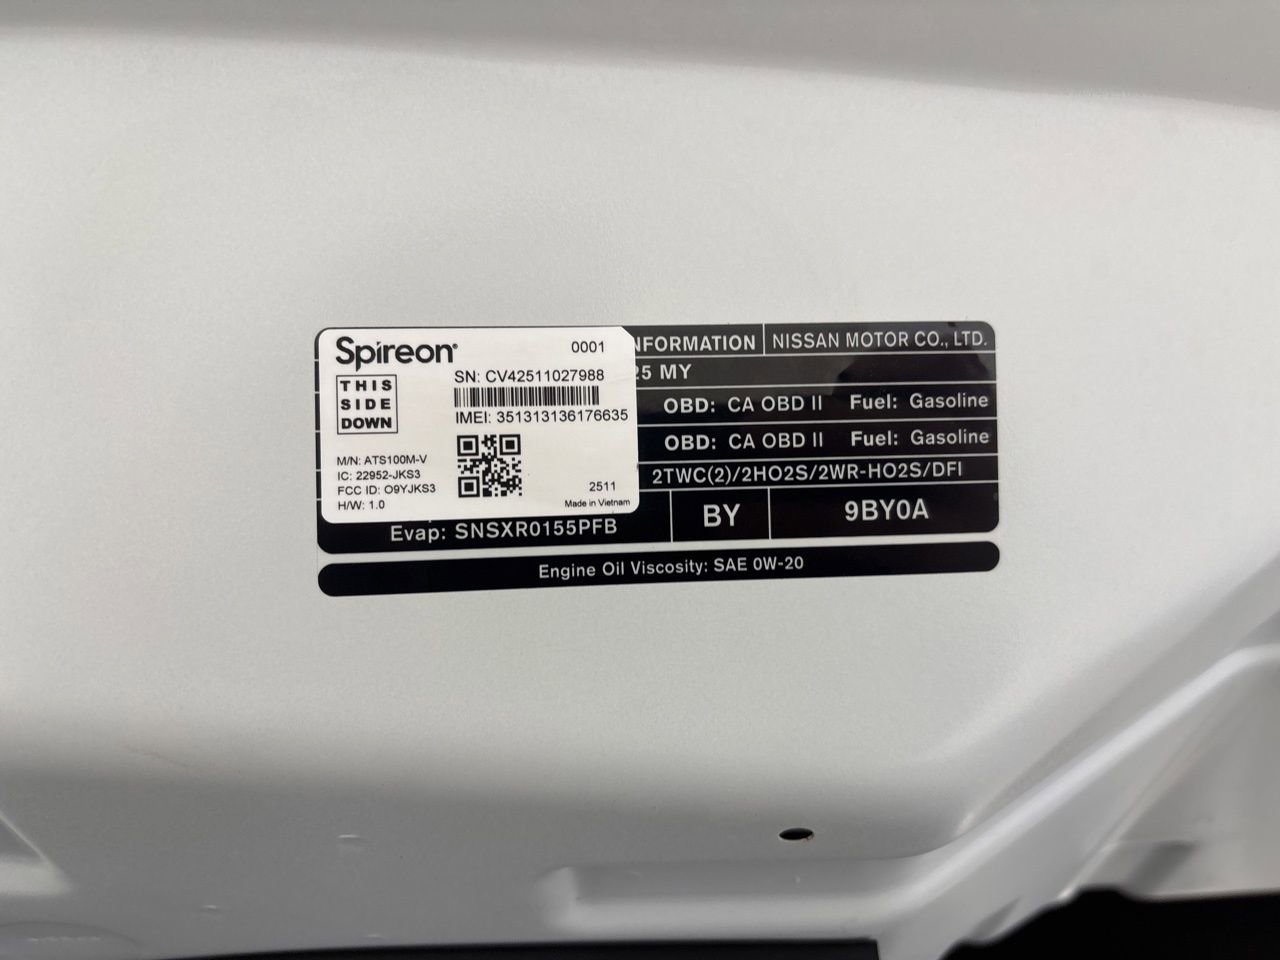 Spireon
0001
SN: CV42511027988
THIS
SIDE
DOWN
IMEI: 351313136176635
M/N: ATS100M-V
IC: 22952-JKS3
FCC ID: O9YJKS3
H/W: 1.0
2511
Made in Vietnam
NFORMATION NISSAN MOTOR CO., LTD.
25 MY
OBD: CA OBD II Fuel: Gasoline
OBD: CA OBD II Fuel: Gasoline
2TWC(2)/2HO2S/2WR-HO2S/DFI
Evap: SNSXR0155PFB BY 9BY0A
Engine Oil Viscosity: SAE 0W-20